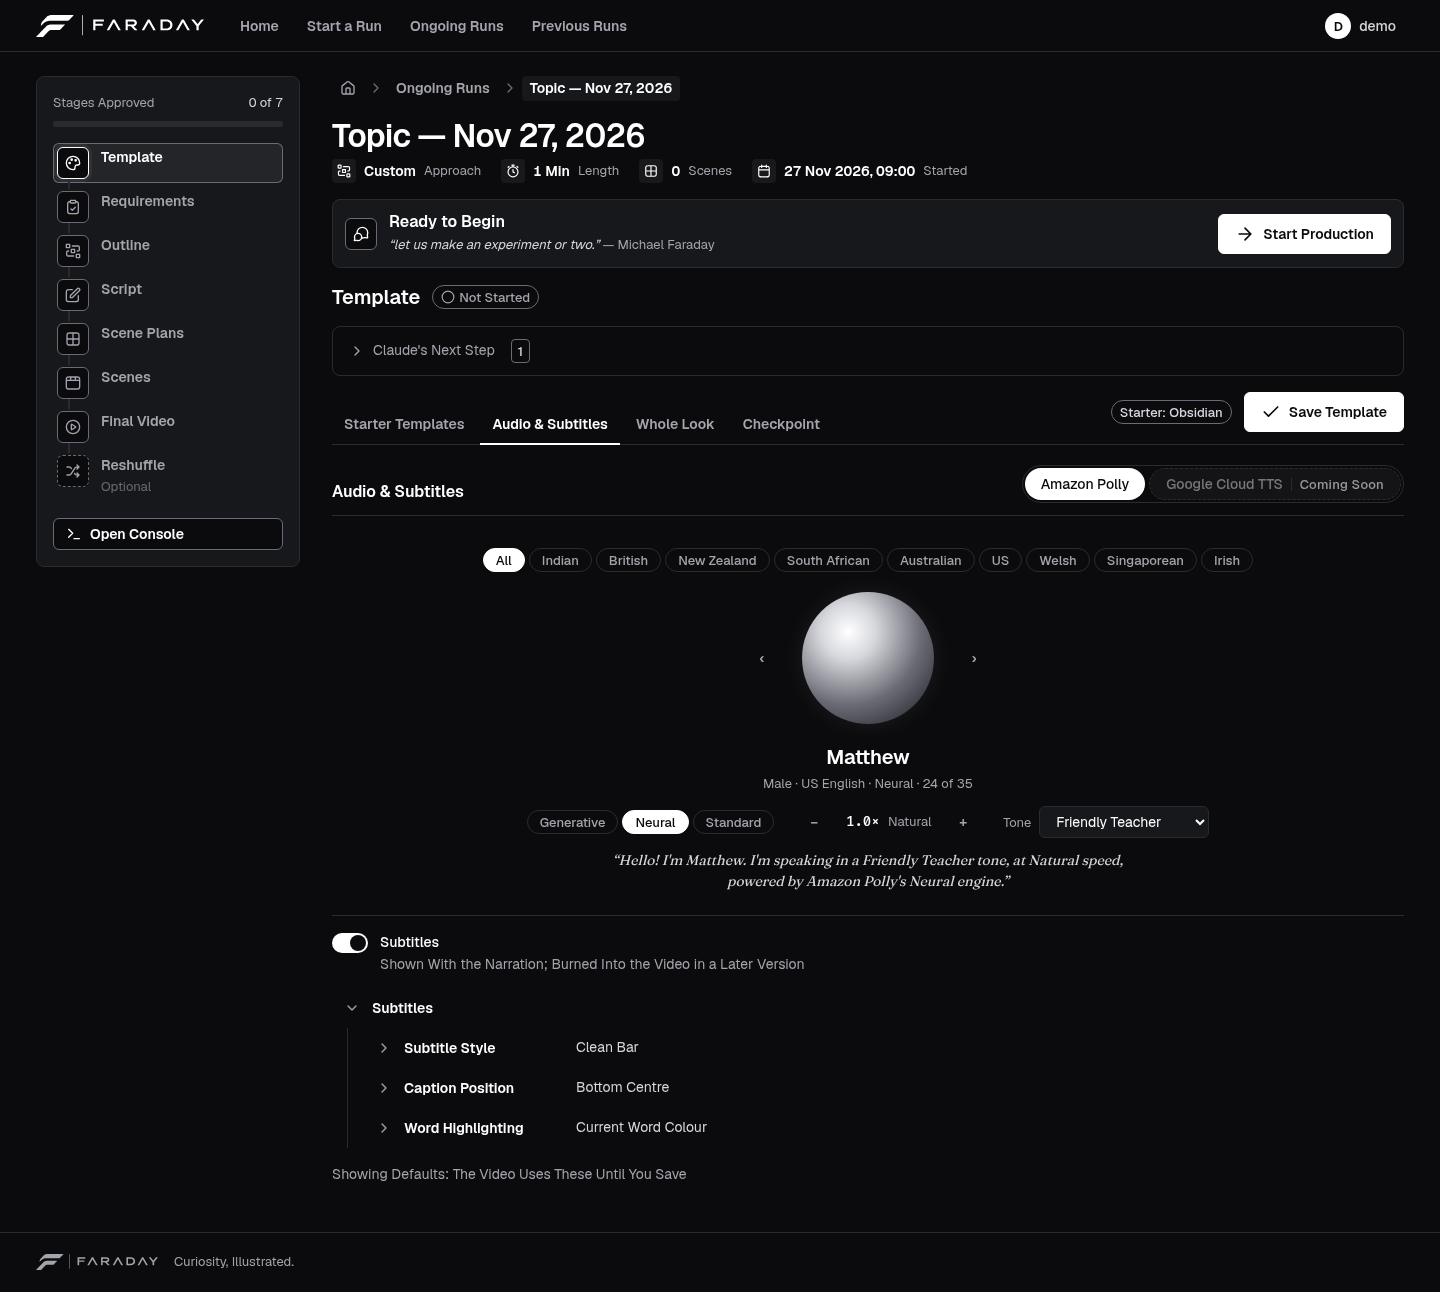 FARADAY
Home
Start a Run
Ongoing Runs
Previous Runs
D
demo
Stages Approved
0 of 7
Template
Requirements
Outline
Script
Scene Plans
Scenes
Final Video
Reshuffle
Optional
Open Console
Ongoing Runs
Topic — Nov 27, 2026
Topic — Nov 27, 2026
Custom Approach
1 Min Length
0 Scenes
27 Nov 2026, 09:00 Started
Ready to Begin
“let us make an experiment or two.” — Michael Faraday
Start Production
Template
Not Started
Claude's Next Step
1
Starter Templates
Audio & Subtitles
Whole Look
Checkpoint
Starter: Obsidian
Save Template
Audio & Subtitles
Amazon Polly
Google Cloud TTS
Coming Soon
All
Indian
British
New Zealand
South African
Australian
US
Welsh
Singaporean
Irish
‹
›
Matthew
Male · US English · Neural · 24 of 35
Generative
Neural
Standard
−
1.0×
Natural
+
Tone
Friendly Teacher
“Hello! I'm Matthew. I'm speaking in a Friendly Teacher tone, at Natural speed,
powered by Amazon Polly's Neural engine.”
Subtitles
Shown With the Narration; Burned Into the Video in a Later Version
Subtitles
Subtitle Style
Clean Bar
Caption Position
Bottom Centre
Word Highlighting
Current Word Colour
Showing Defaults: The Video Uses These Until You Save
FARADAY
Curiosity, Illustrated.